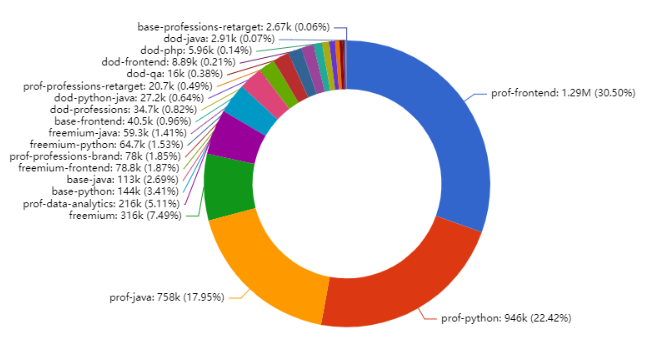 base-professions-retarget: 2.67k (0.06%)
dod-java: 2.91k (0.07%)
dod-php: 5.96k (0.14%)
dod-frontend: 8.89k (0.21%)
dod-qa: 16k (0.38%)
prof-professions-retarget: 20.7k (0.49%)
dod-python-java: 27.2k (0.64%)
dod-professions: 34.7k (0.82%)
base-frontend: 40.5k (0.96%)
freemium-java: 59.3k (1.41%)
freemium-python: 64.7k (1.53%)
prof-professions-brand: 78k (1.85%)
freemium-frontend: 78.8k (1.87%)
base-java: 113k (2.69%)
base-python: 144k (3.41%)
prof-data-analytics: 216k (5.11%)
freemium: 316k (7.49%)
prof-java: 758k (17.95%)
prof-frontend: 1.29M (30.50%)
prof-python: 946k (22.42%)